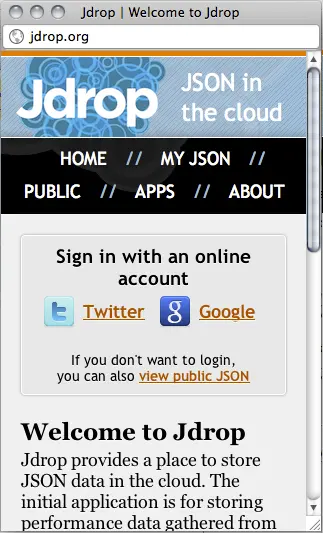 Jdrop | Welcome to Jdrop
jdrop.org
Jdrop
JSON in
the cloud
HOME // MY JSON //
PUBLIC // APPS // ABOUT
Sign in with an online
account
t Twitter g Google
If you don't want to login,
you can also view public JSON
Welcome to Jdrop
Jdrop provides a place to store
JSON data in the cloud. The
initial application is for storing
performance data gathered from